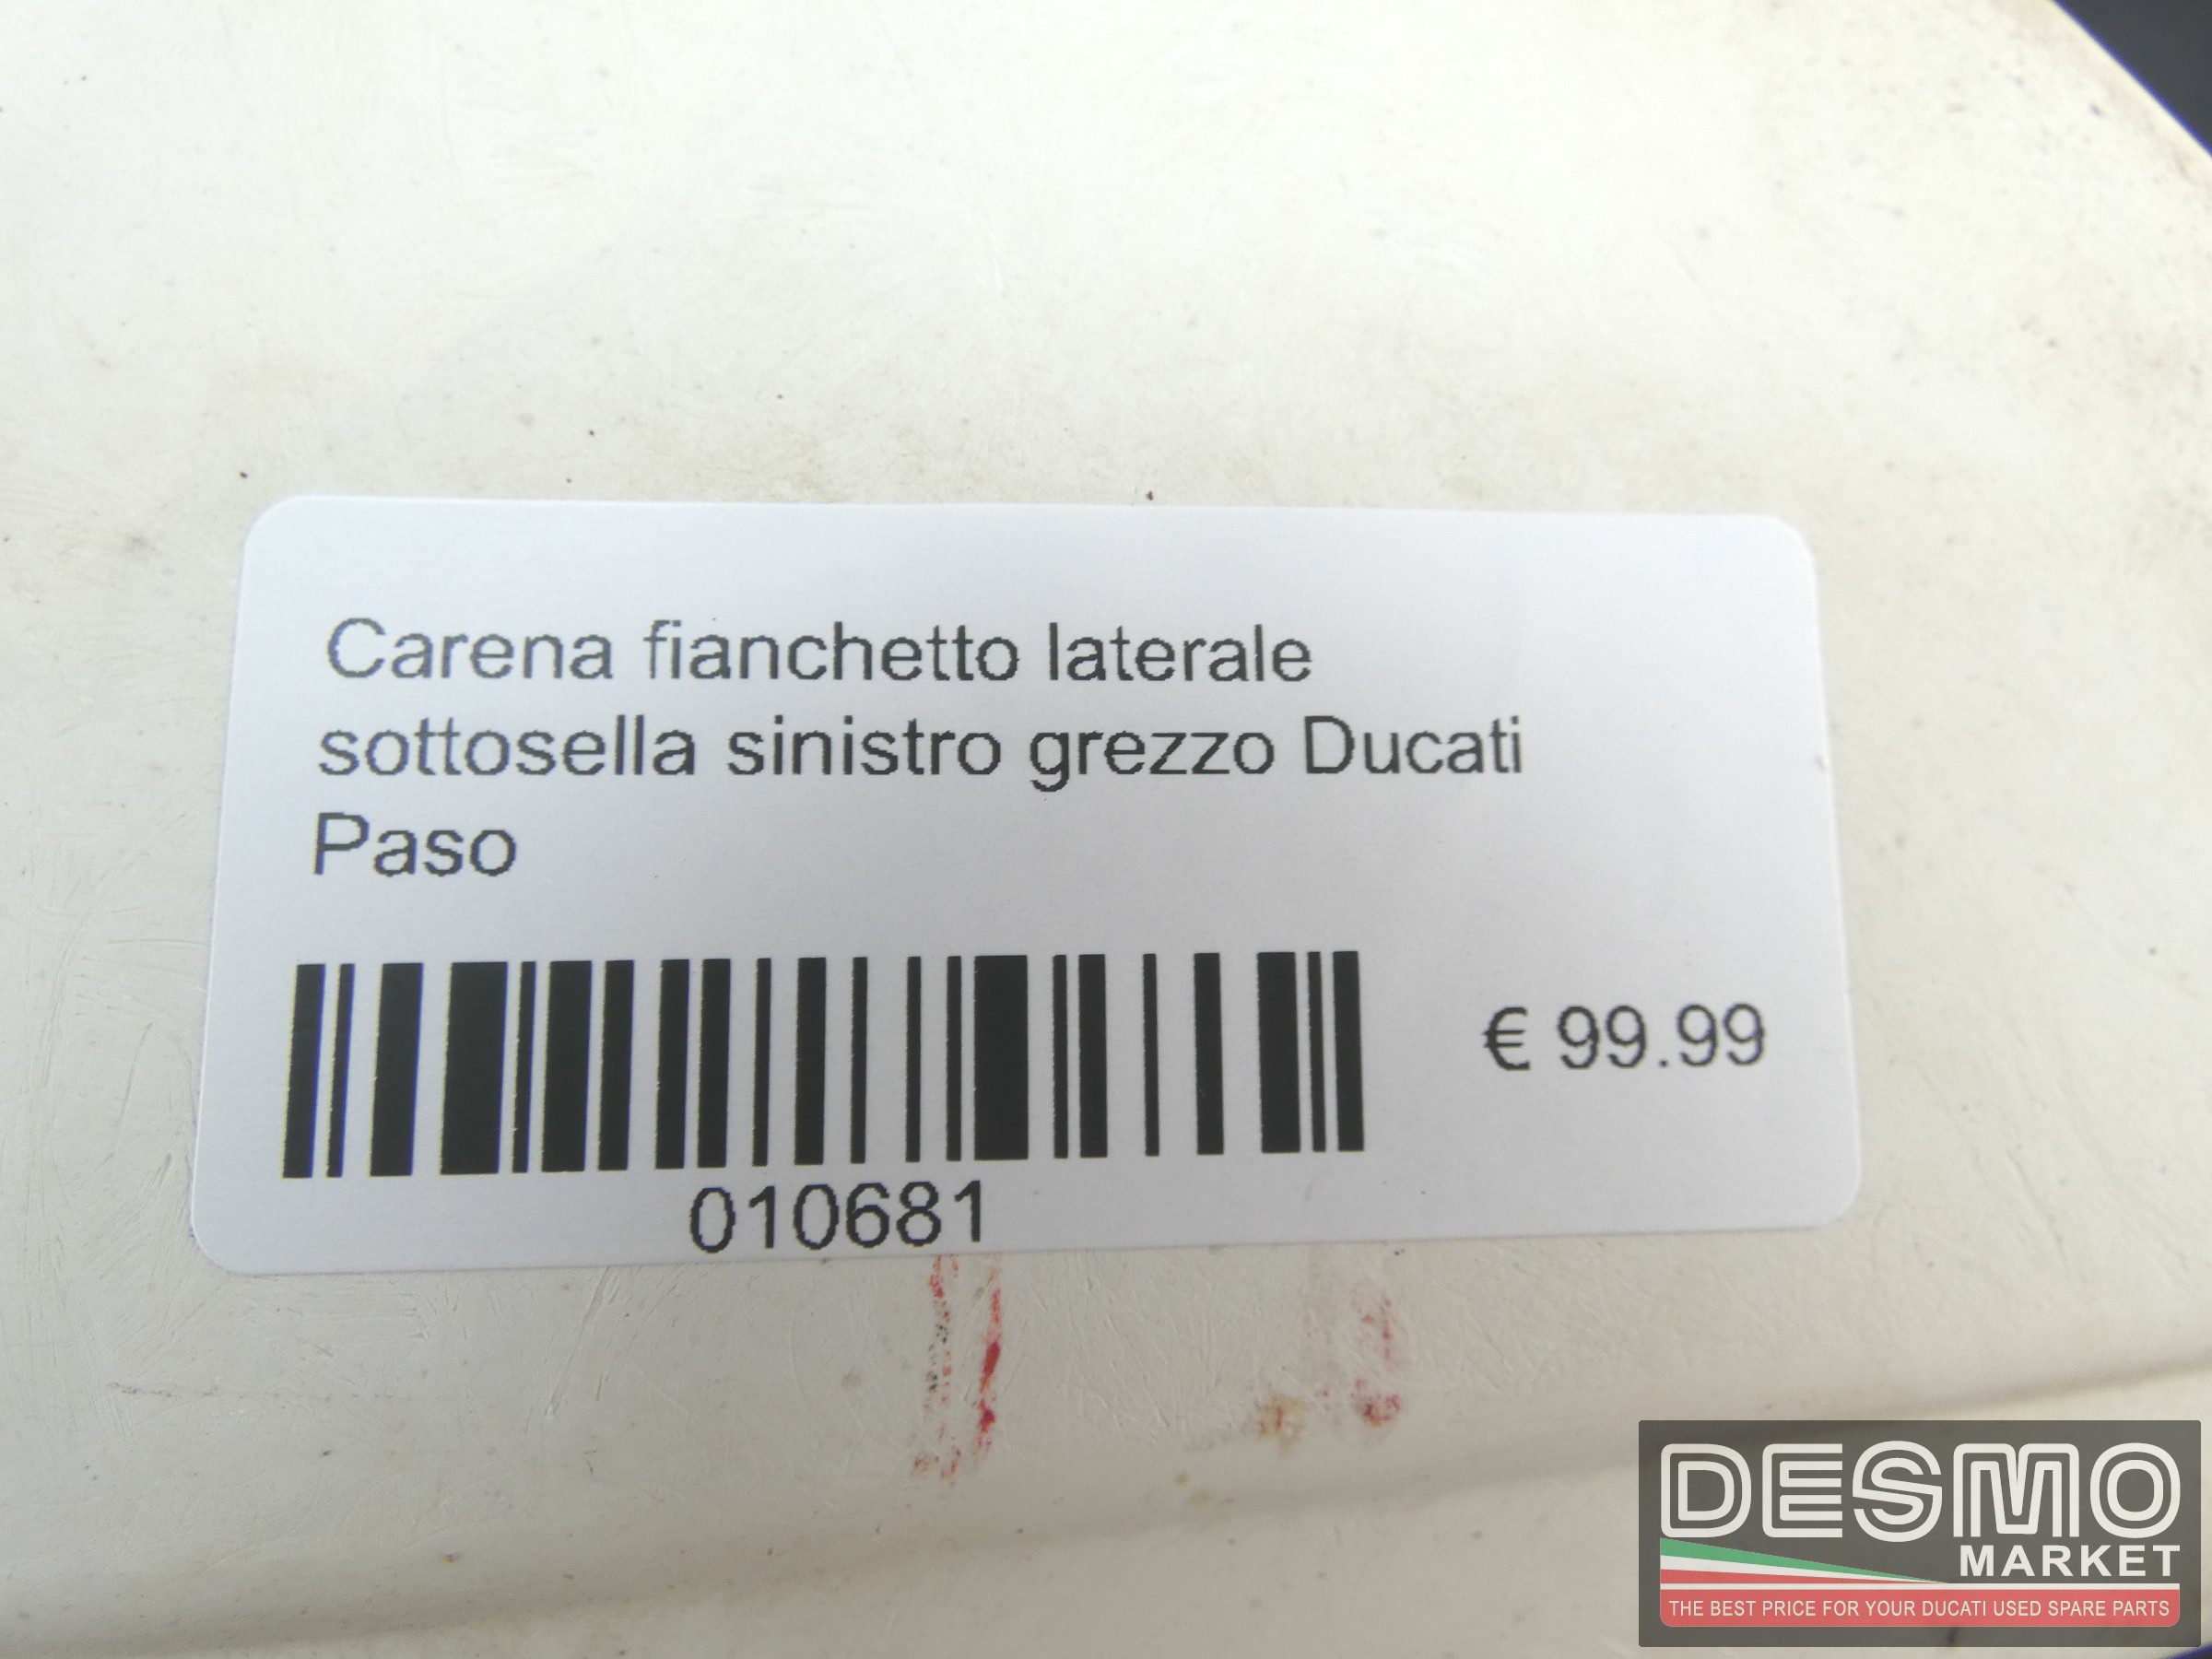 Carena fianchetto laterale
sottosella sinistro grezzo Ducati
Paso
€ 99.99
010681
DESMO
MARKET
THE BEST PRICE FOR YOUR DUCATI USED SPARE PARTS